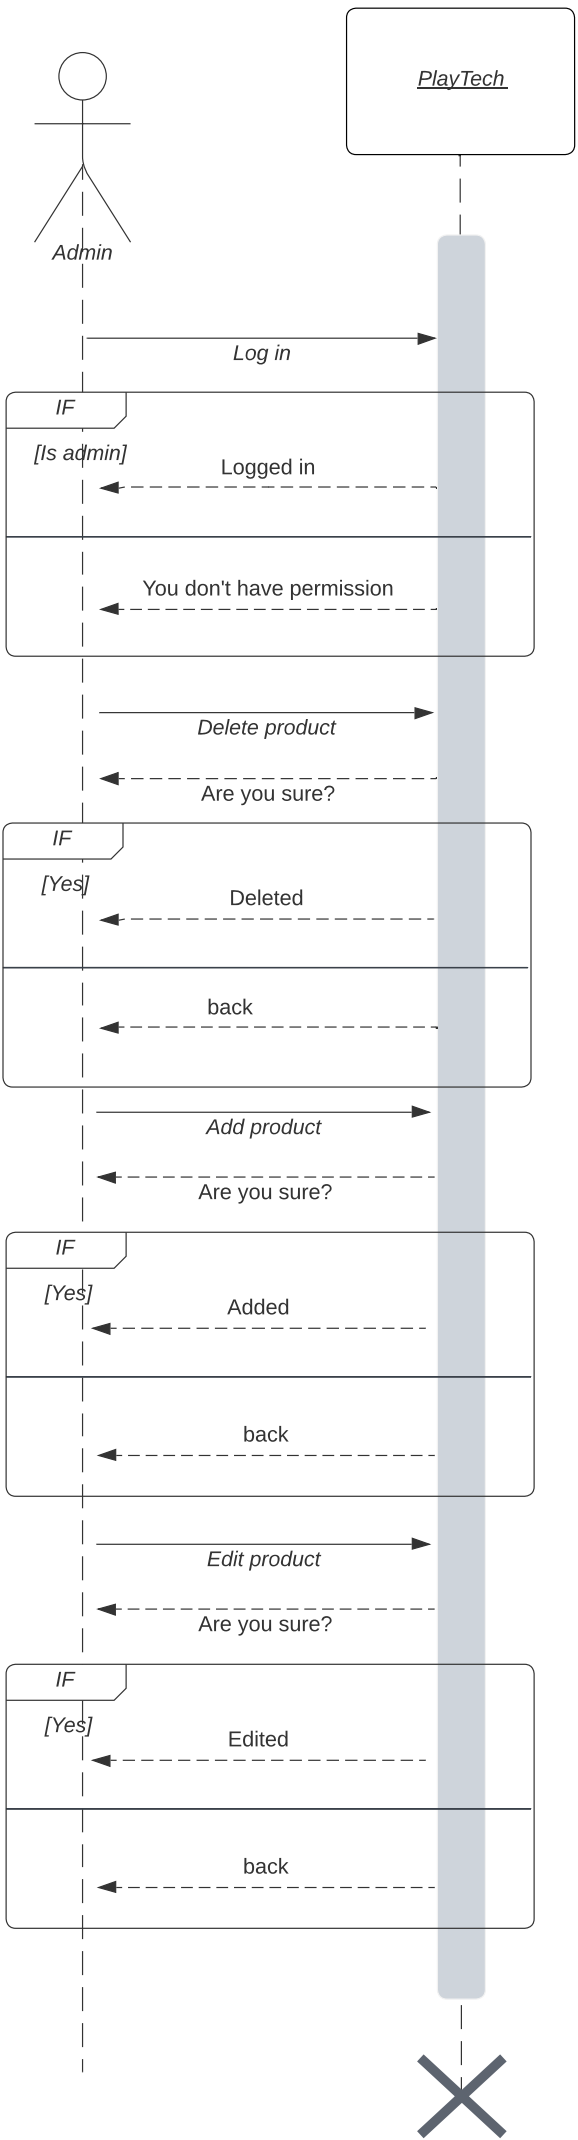 PlayTech
Admin
Log in
IF
[Is admin]
Logged in
You don't have permission
Delete product
Are you sure?
IF
[Yes]
Deleted
back
Add product
Are you sure?
IF
[Yes]
Added
back
Edit product
Are you sure?
IF
[Yes]
Edited
back